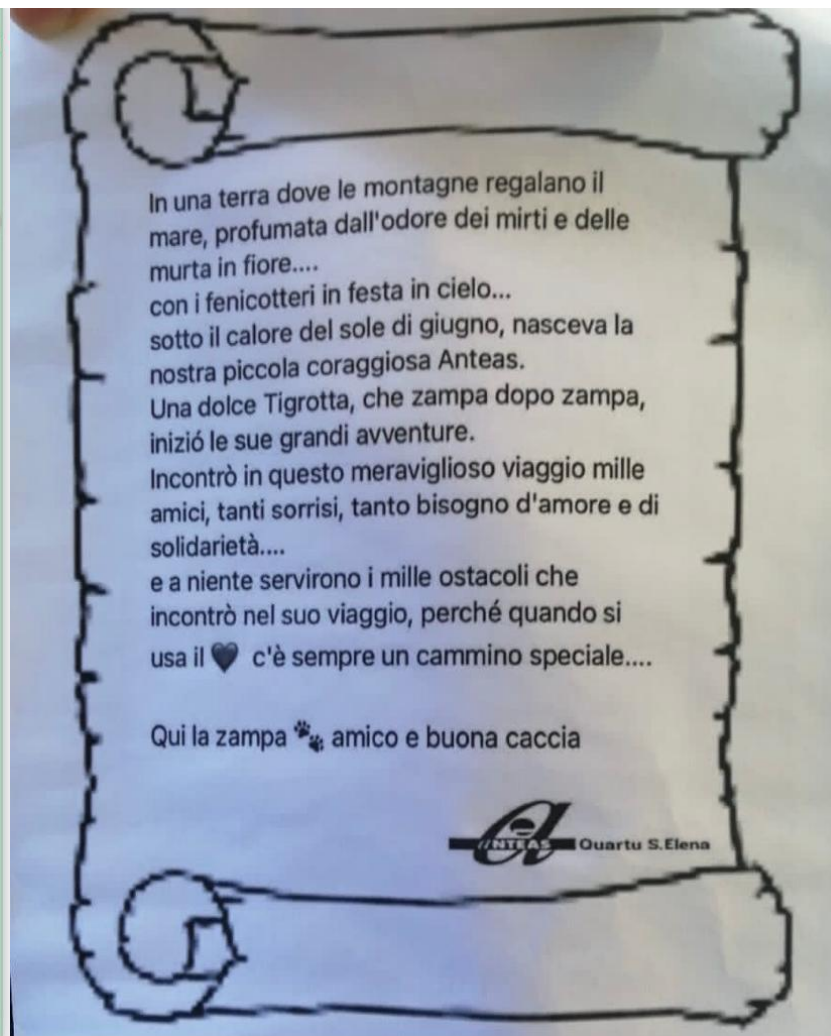 In una terra dove le montagne regalano il
mare, profumata dall'odore dei mirti e delle
murta in fiore....
con i fenicotteri in festa in cielo...
sotto il calore del sole di giugno, nasceva la
nostra piccola coraggiosa Anteas.
Una dolce Tigrotta, che zampa dopo zampa,
inizió le sue grandi avventure.
Incontrò in questo meraviglioso viaggio mille
amici, tanti sorrisi, tanto bisogno d'amore e di
solidarietà....
e a niente servirono i mille ostacoli che
incontrò nel suo viaggio, perché quando si
usa il 🖤 c'è sempre un cammino speciale....
Qui la zampa 🐾 amico e buona caccia
ANTEAS Quartu S.Elena